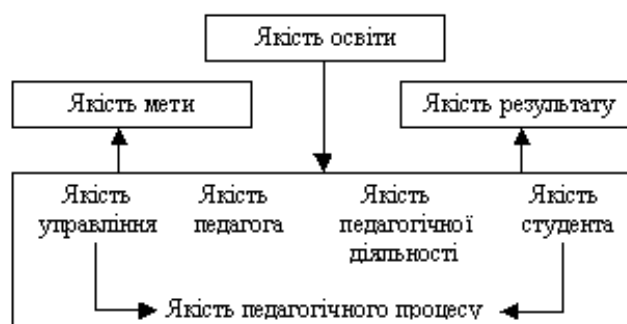 Якість освіти
Якість мети
Якість результату
Якість
управління
Якість
педагога
Якість
педагогічної
діяльності
Якість
студента
Якість педагогічного процесу